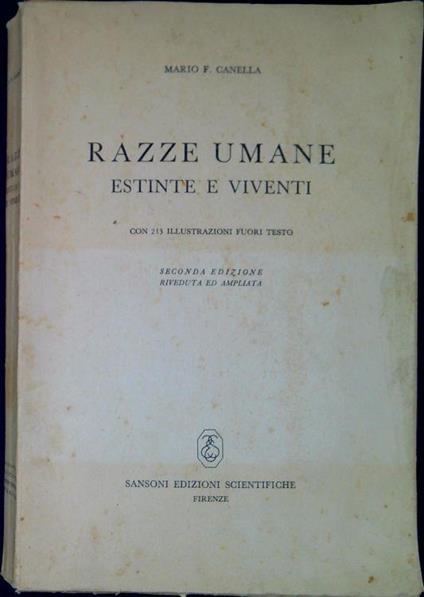 MARIO F. CANELLA
RAZZE UMANE
ESTINTE E VIVENTI
CON 213 ILLUSTRAZIONI FUORI TESTO
SECONDA EDIZIONE
RIVEDUTA ED AMPLIATA
SANSONI EDIZIONI SCIENTIFICHE
FIRENZE